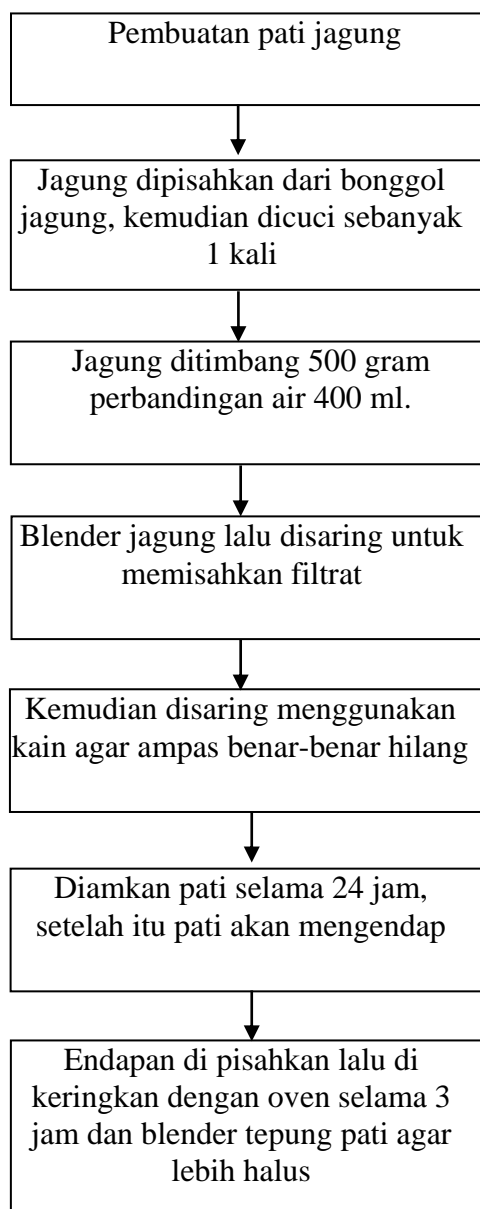 Pembuatan pati jagung
Jagung dipisahkan dari bonggol
jagung, kemudian dicuci sebanyak
1 kali
Jagung ditimbang 500 gram
perbandingan air 400 ml.
Blender jagung lalu disaring untuk
memisahkan filtrat
Kemudian disaring menggunakan
kain agar ampas benar-benar hilang
Diamkan pati selama 24 jam,
setelah itu pati akan mengendap
Endapan di pisahkan lalu di
keringkan dengan oven selama 3
jam dan blender tepung pati agar
lebih halus